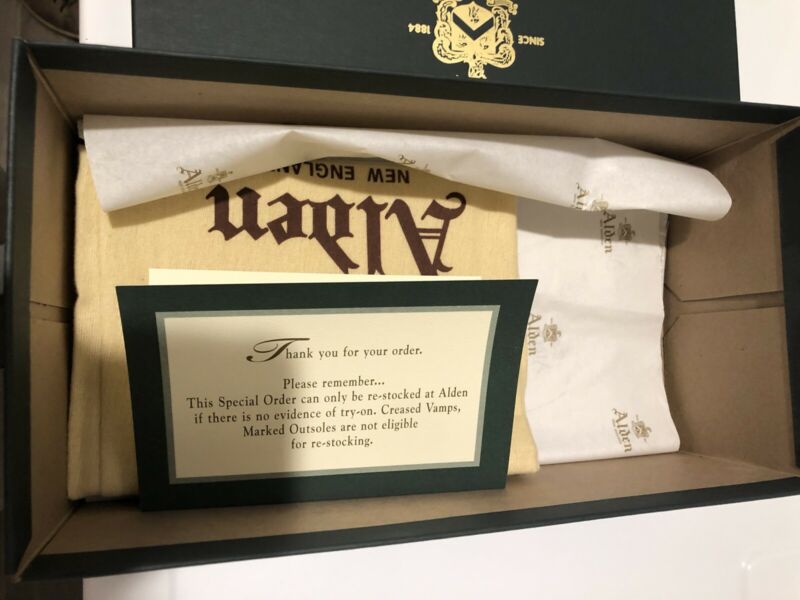 SINCE 1884
Alden
NEW ENGLAND
Alden
Alden
Alden
Alden
Alden
Thank you for your order.
Please remember...
This Special Order can only be re-stocked at Alden
if there is no evidence of try-on. Creased Vamps,
Marked Outsoles are not eligible
for re-stocking.